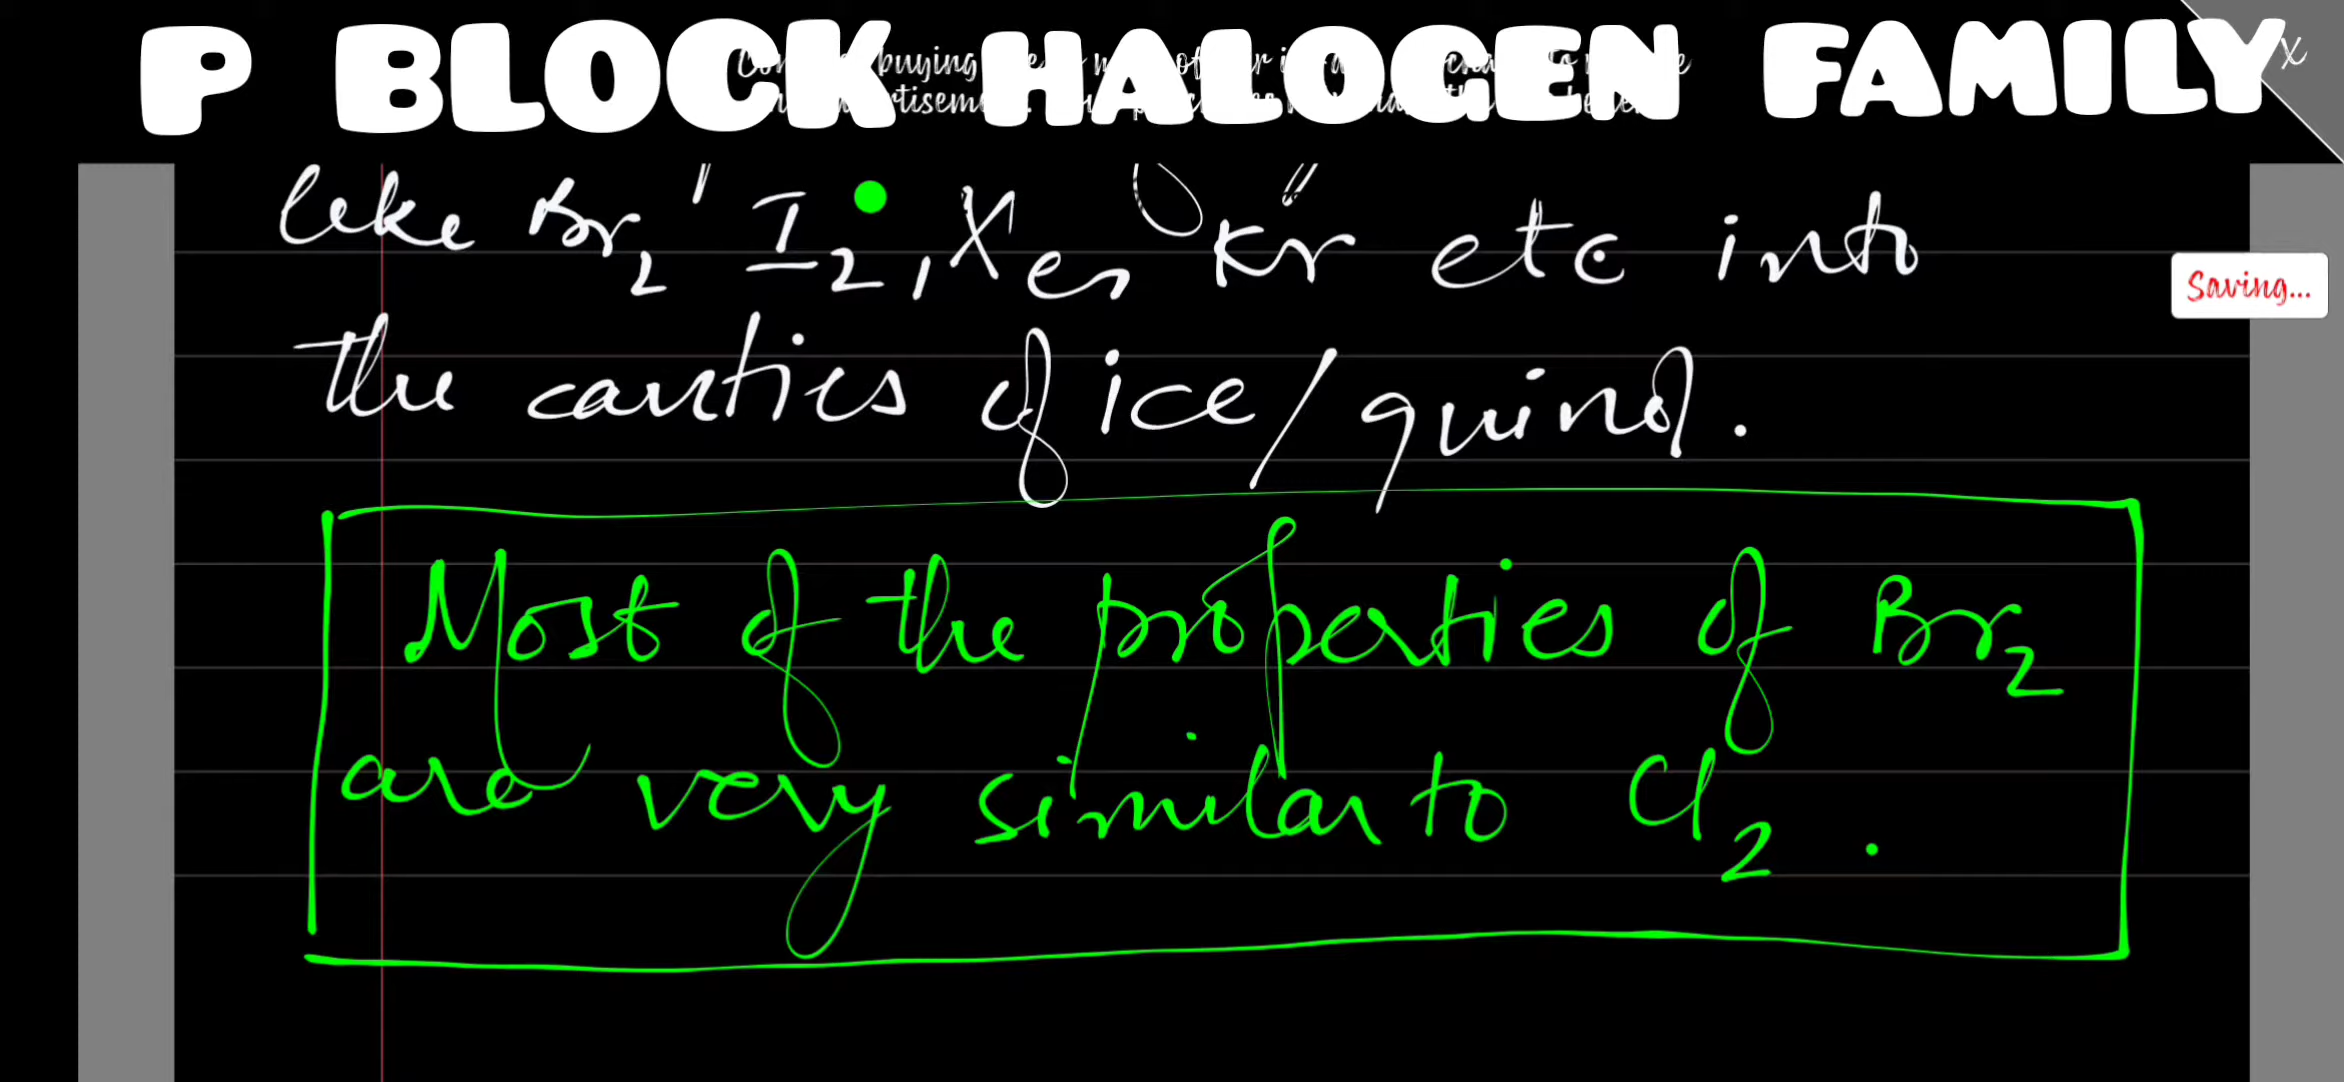 P BLOCK HALOGEN FAMILY
like Br2, I2, Xe, Kr etc into
Saving...
the cavities of ice/quinol.
Most of the properties of Br2
are very similar to Cl2.